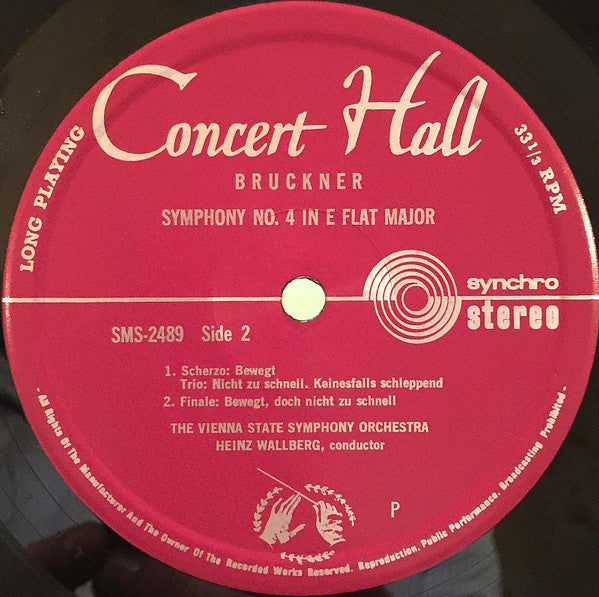 Concert Hall
LONG PLAYING
33 1/3 RPM
BRUCKNER
SYMPHONY NO. 4 IN E FLAT MAJOR
synchro
stereo
SMS-2489 Side 2
1. Scherzo: Bewegt
Trio: Nicht zu schnell. Keinesfalls schleppend
2. Finale: Bewegt, doch nicht zu schnell
THE VIENNA STATE SYMPHONY ORCHESTRA
HEINZ WALLBERG, conductor
P
- All Rights Of The Manufacturer And The Owner Of The Recorded Works Reserved. Reproduction, Public Performance, Broadcasting Prohibited -